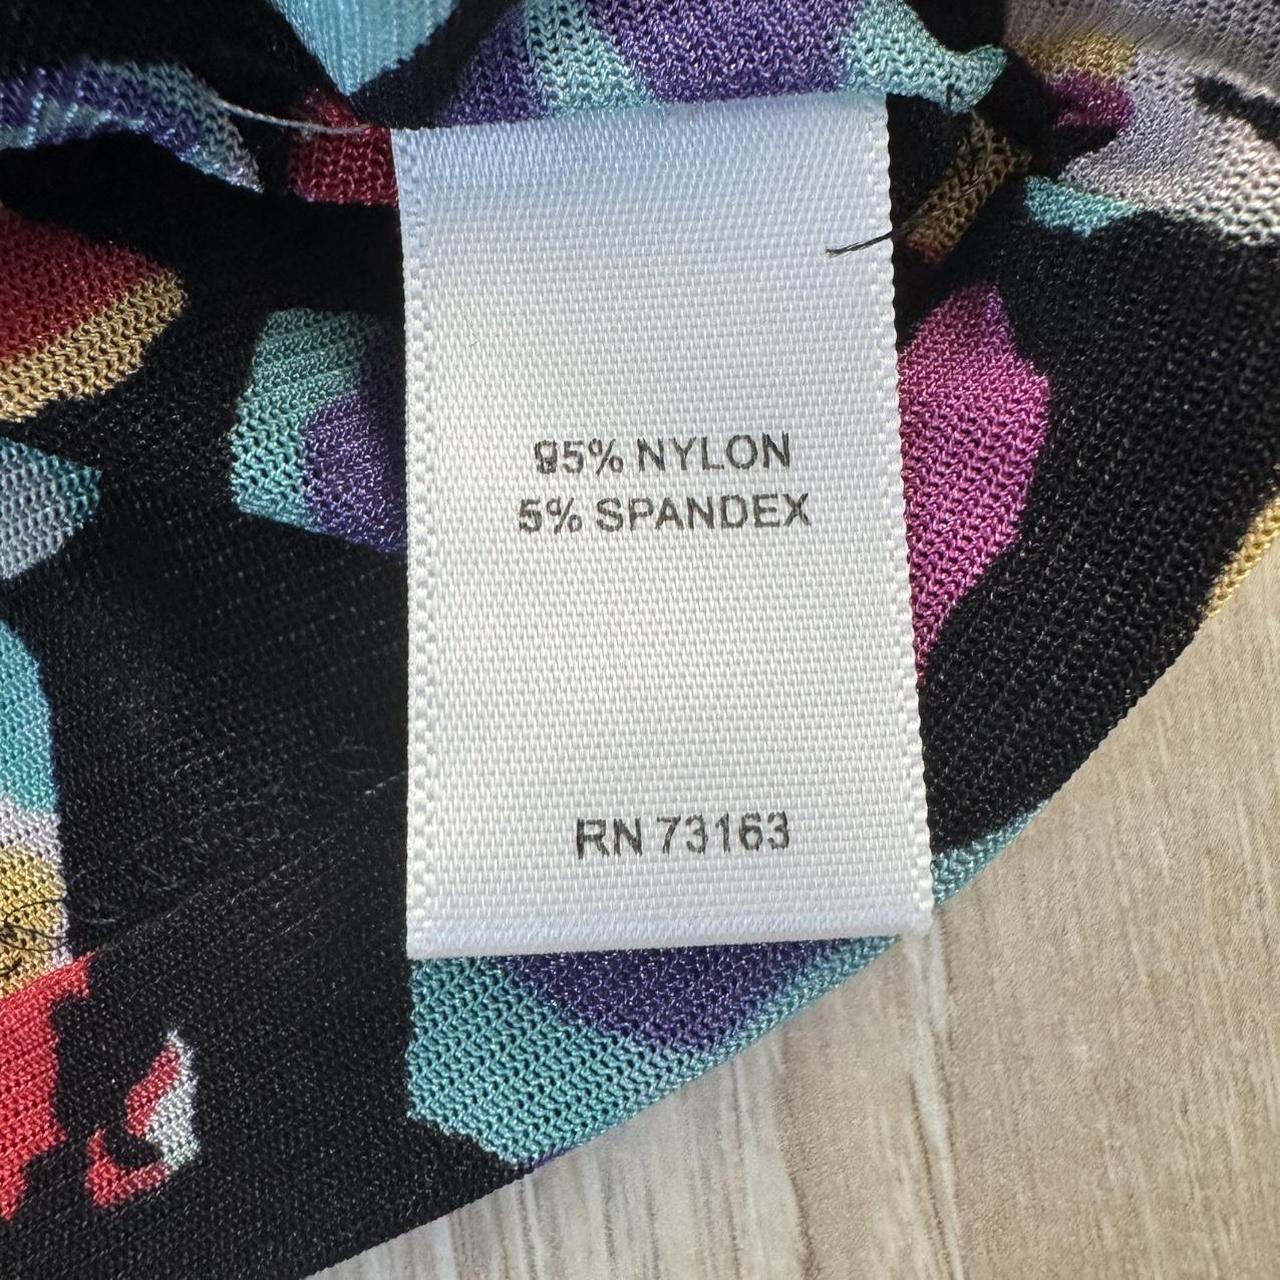 95% NYLON
5% SPANDEX
RN 73163